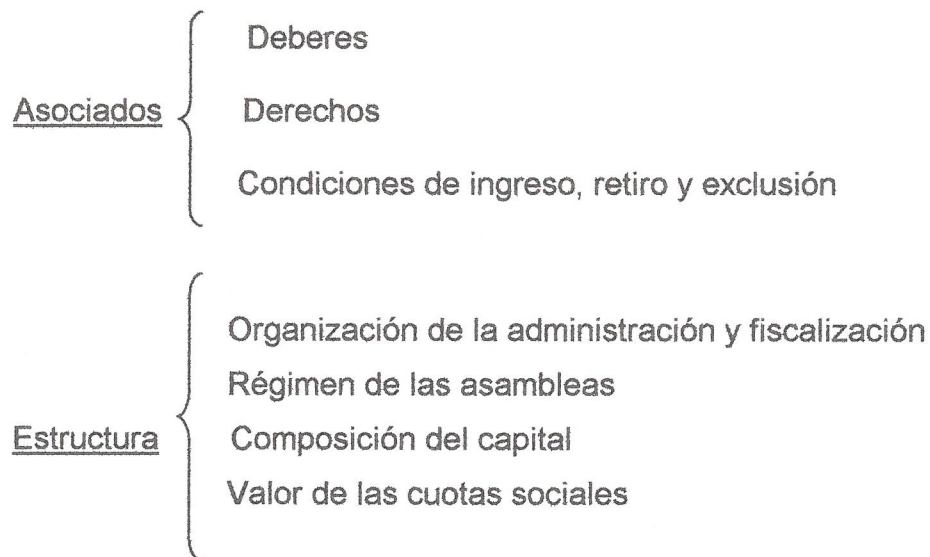 Deberes
Asociados
Derechos
Condiciones de ingreso, retiro y exclusión
Organización de la administración y fiscalización
Régimen de las asambleas
Estructura
Composición del capital
Valor de las cuotas sociales